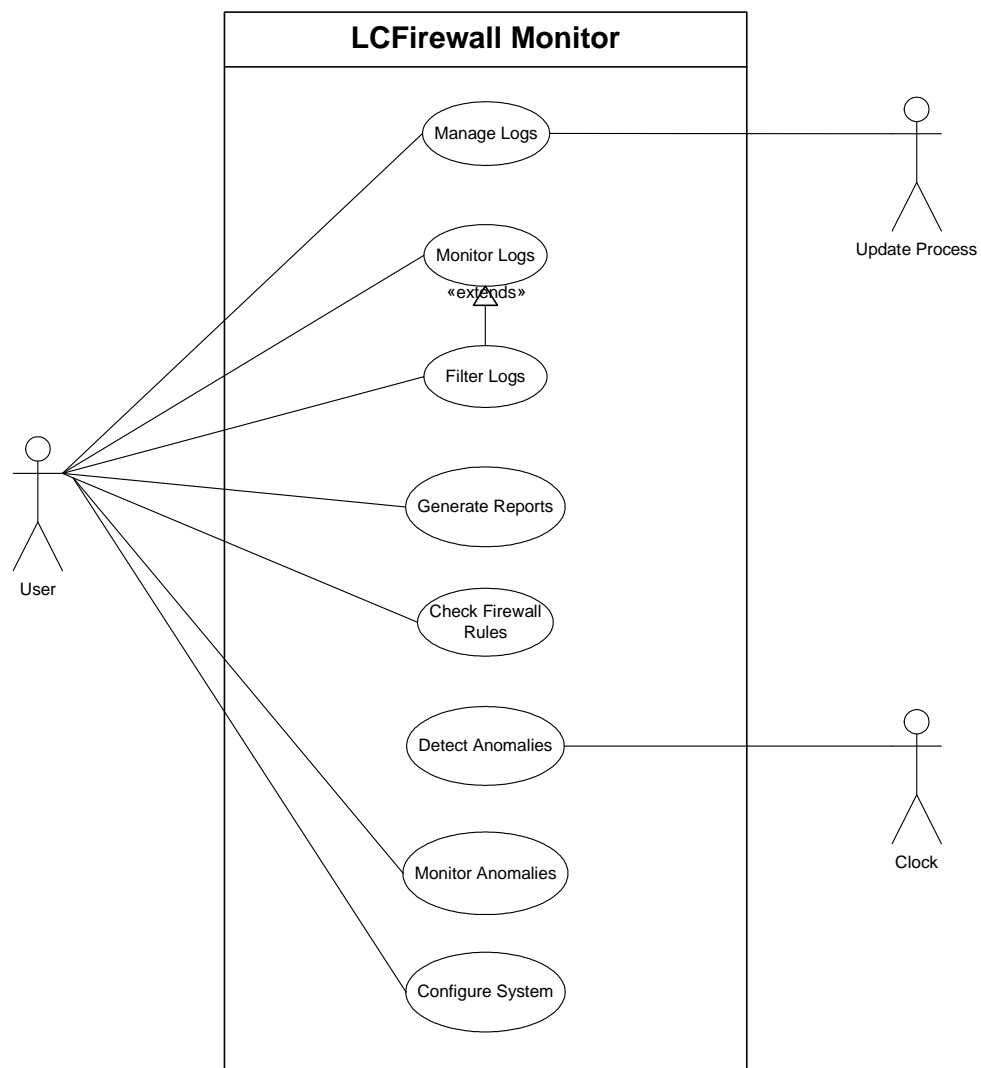 LCFirewall Monitor
Manage Logs
Update Process
Monitor Logs
«extends»
Filter Logs
User
Generate Reports
Check Firewall
Rules
Detect Anomalies
Clock
Monitor Anomalies
Configure System